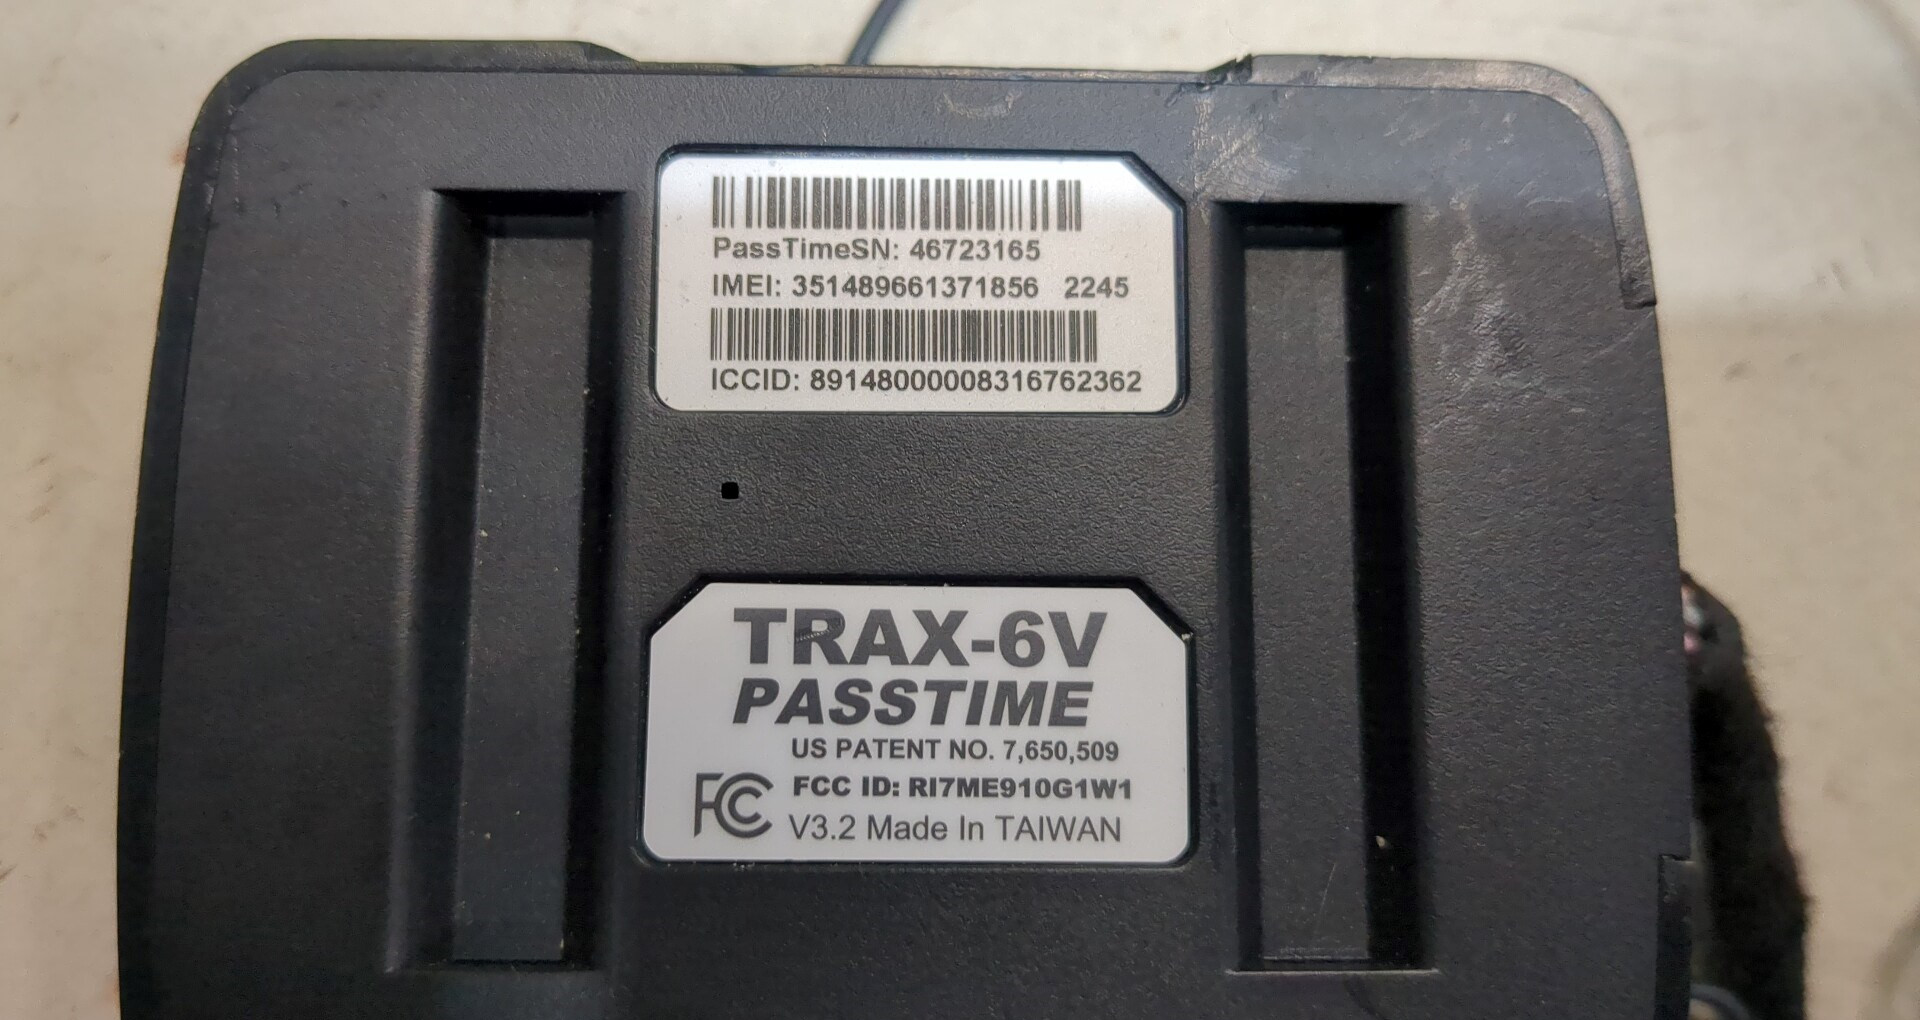 PassTimeSN: 46723165
IMEI: 351489661371856 2245
ICCID: 89148000008316762362
TRAX-6V
PASSTIME
US PATENT NO. 7,650,509
FC FCC ID: RI7ME910G1W1
V3.2 Made In TAIWAN